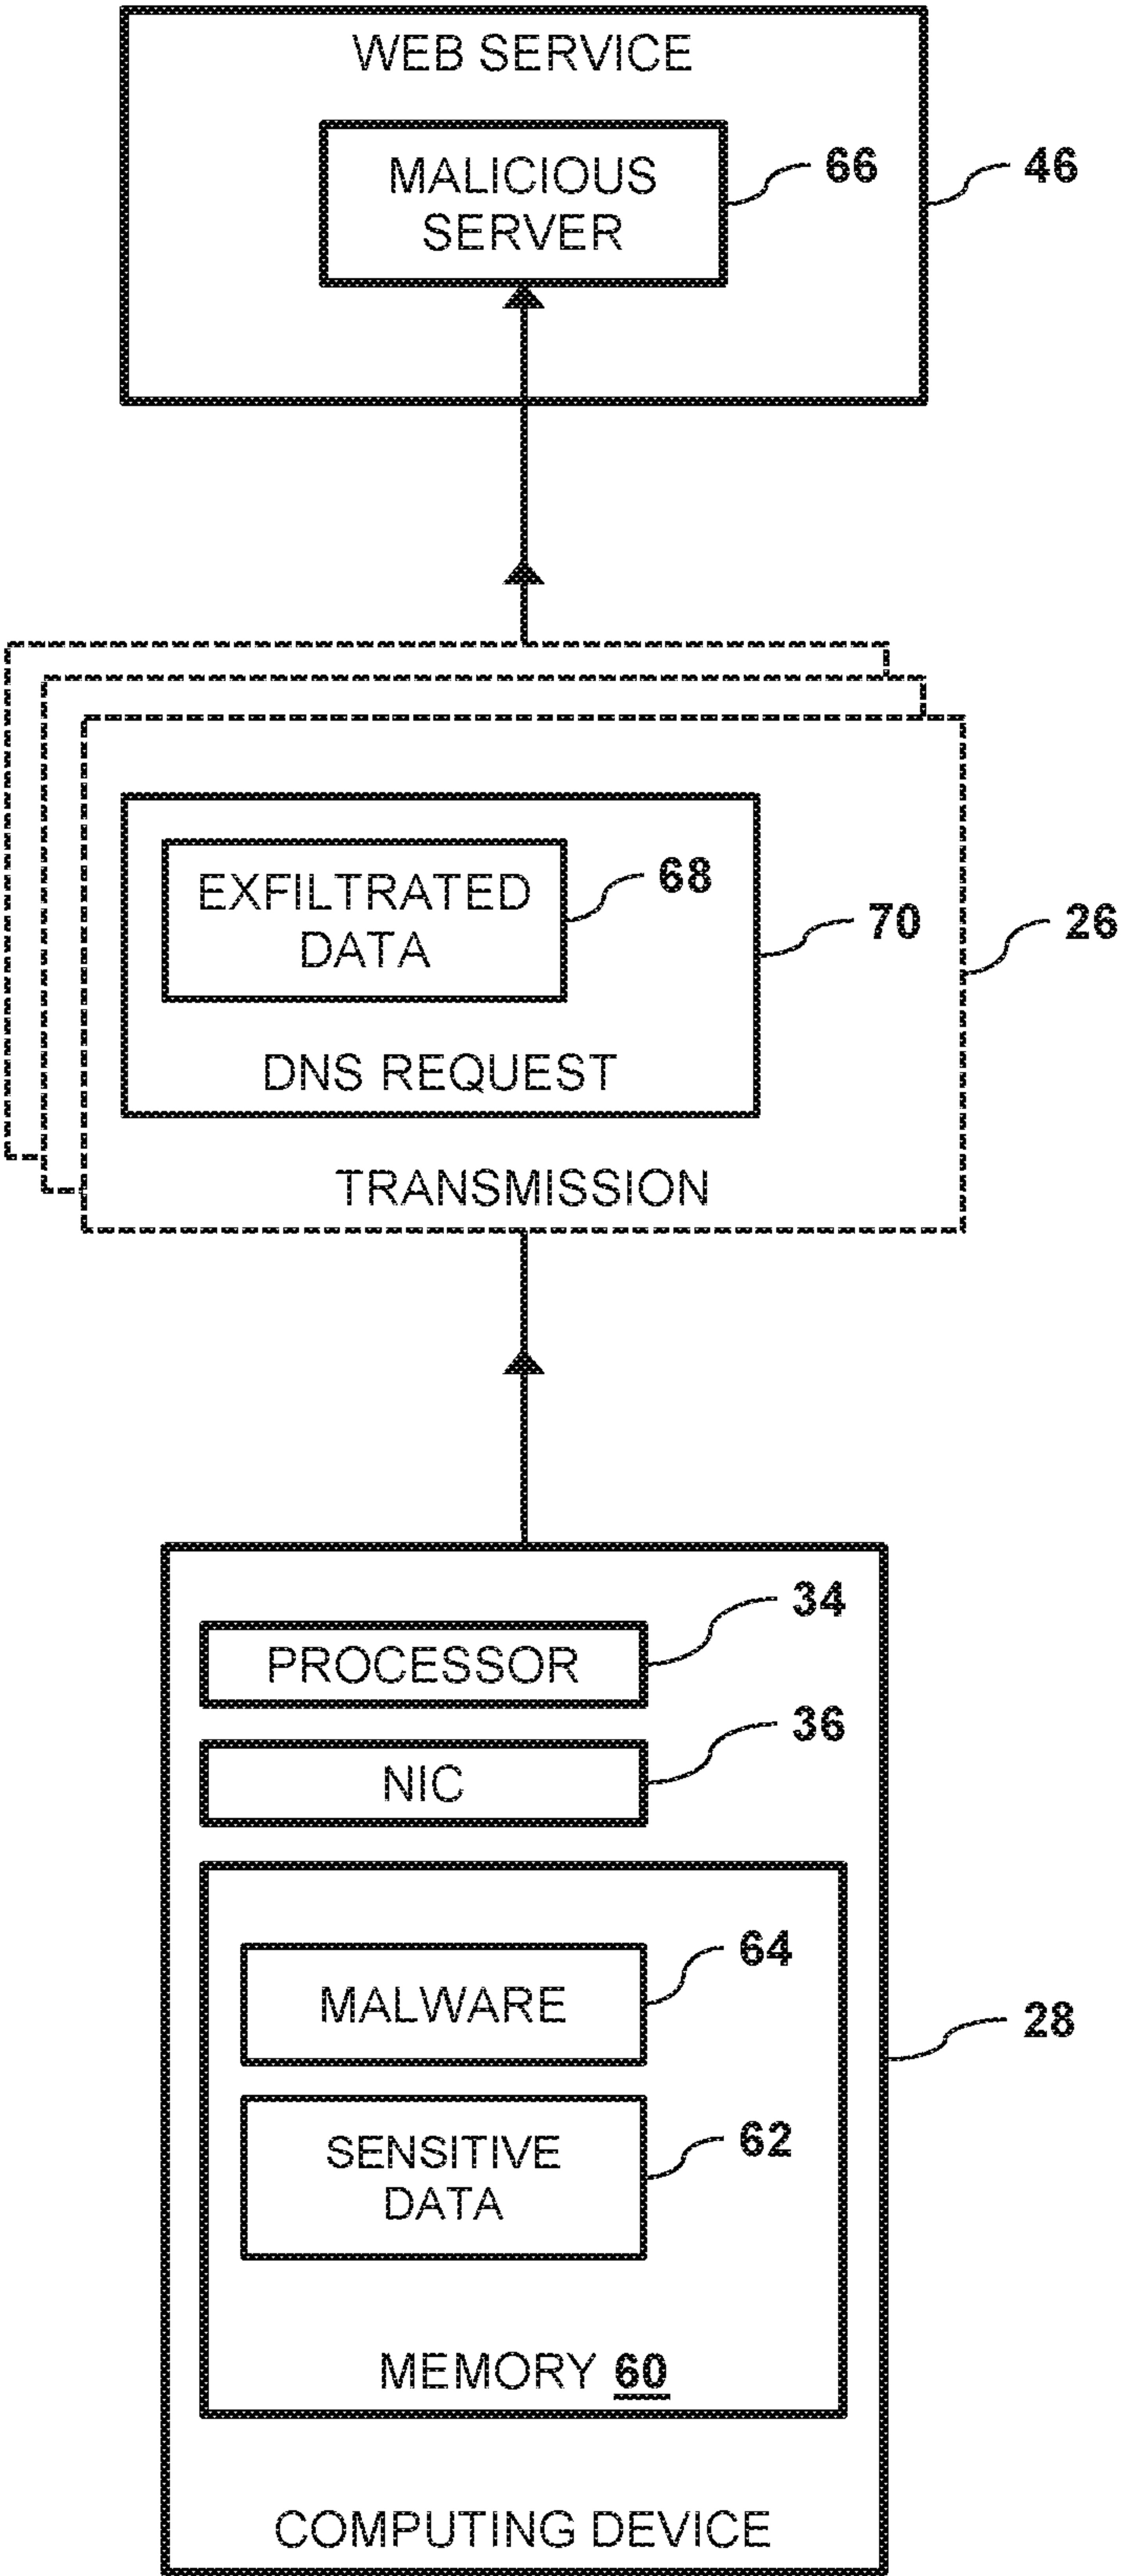 WEB SERVICE
MALICIOUS
SERVER
66
46
EXFILTRATED
DATA
68
70
26
DNS REQUEST
TRANSMISSION
PROCESSOR
34
NIC
36
MALWARE
64
28
SENSITIVE
DATA
62
MEMORY 60
COMPUTING DEVICE